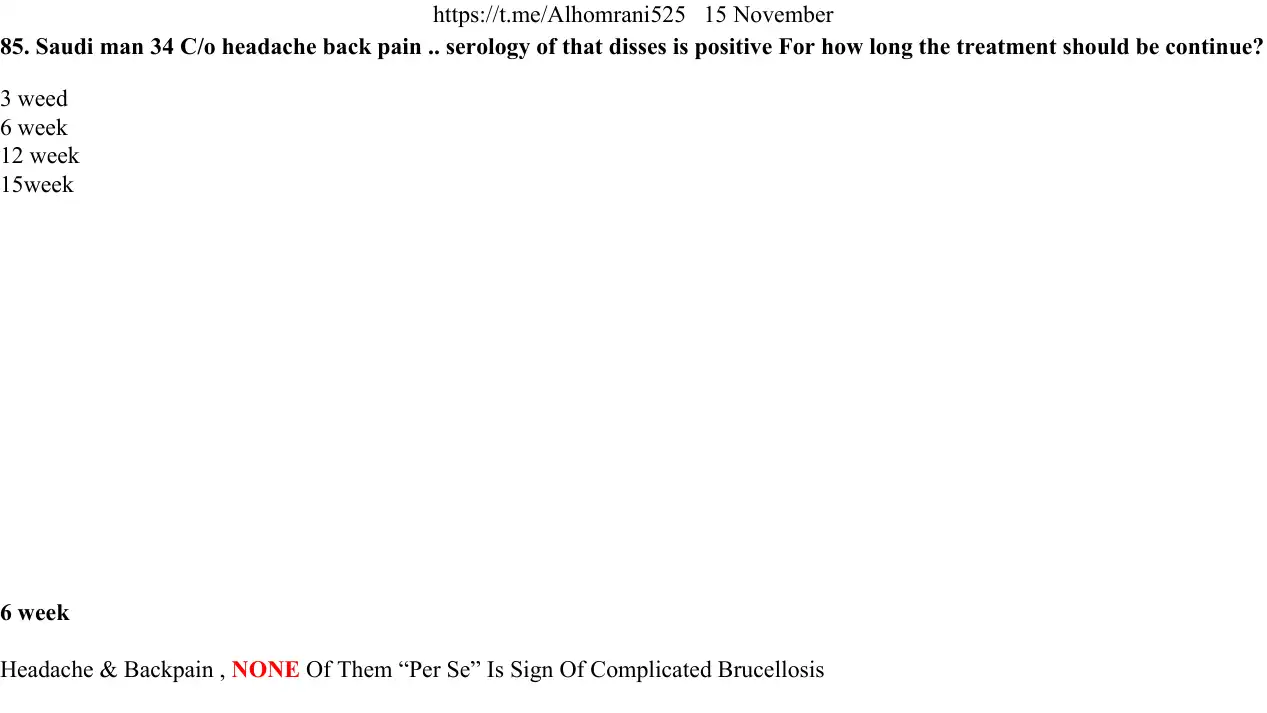 https://t.me/Alhomrani525 15 November
85. Saudi man 34 C/o headache back pain .. serology of that disses is positive For how long the treatment should be continue?
3 weed
6 week
12 week
15week
6 week
Headache & Backpain , NONE Of Them “Per Se” Is Sign Of Complicated Brucellosis